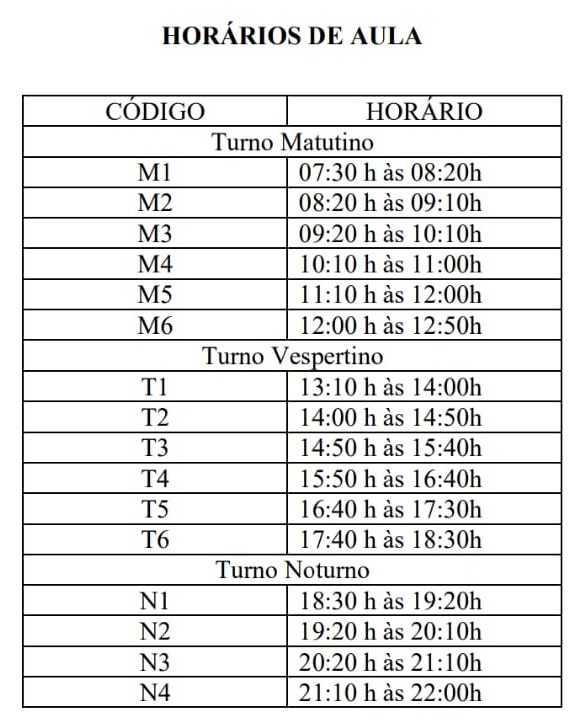 HORÁRIOS DE AULA
CÓDIGO HORÁRIO
Turno Matutino
M1 07:30 h às 08:20h
M2 08:20 h às 09:10h
M3 09:20 h às 10:10h
M4 10:10 h às 11:00h
M5 11:10 h às 12:00h
M6 12:00 h às 12:50h
Turno Vespertino
T1 13:10 h às 14:00h
T2 14:00 h às 14:50h
T3 14:50 h às 15:40h
T4 15:50 h às 16:40h
T5 16:40 h às 17:30h
T6 17:40 h às 18:30h
Turno Noturno
N1 18:30 h às 19:20h
N2 19:20 h às 20:10h
N3 20:20 h às 21:10h
N4 21:10 h às 22:00h